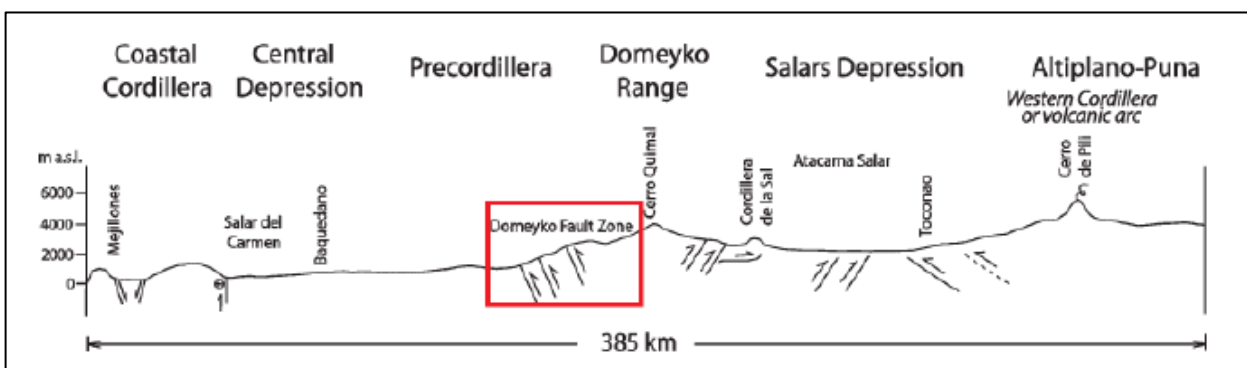 Coastal
Cordillera
Central
Depression
Precordillera
Domeyko
Range
Salars Depression
Altiplano-Puna
Western Cordillera
or volcanic arc
m a.s.l.
6000
4000
2000
0
Mejillones
Salar del
Carmen
Baquedano
Domeyko Fault Zone
Cerro Quimal
Cordillera
de la Sal
Atacama Salar
Toconao
Cerro
de Pili
385 km